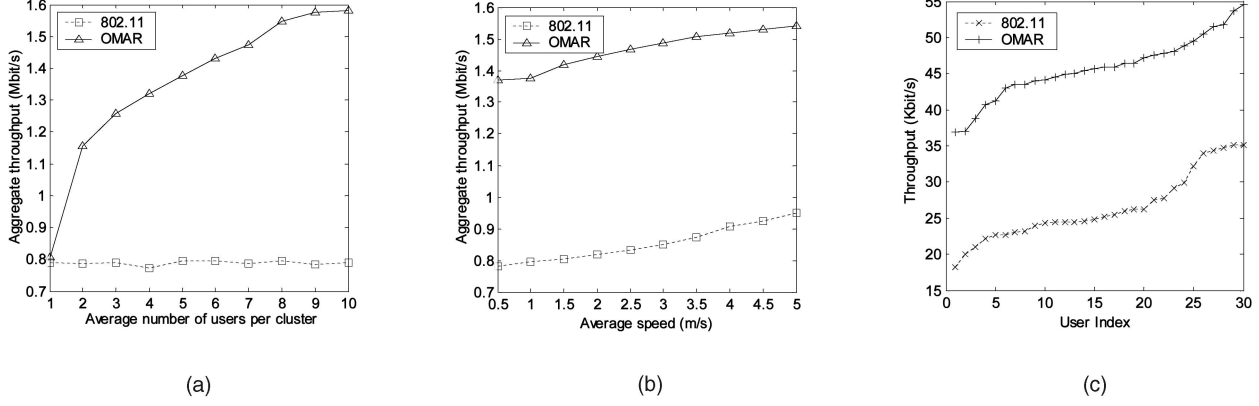 1.6
1.5
1.4
1.3
1.2
1.1
1
0.9
0.8
0.7
Aggregate throughput (Mbit/s)
802.11
OMAR
1 2 3 4 5 6 7 8 9 10
Average number of users per cluster
(a)
1.6
1.5
1.4
1.3
1.2
1.1
1
0.9
0.8
0.7
Aggregate throughput (Mbit/s)
802.11
OMAR
0.5 1 1.5 2 2.5 3 3.5 4 4.5 5
Average speed (m/s)
(b)
55
50
45
40
35
30
25
20
15
Throughput (Kbit/s)
802.11
OMAR
0 5 10 15 20 25 30
User Index
(c)